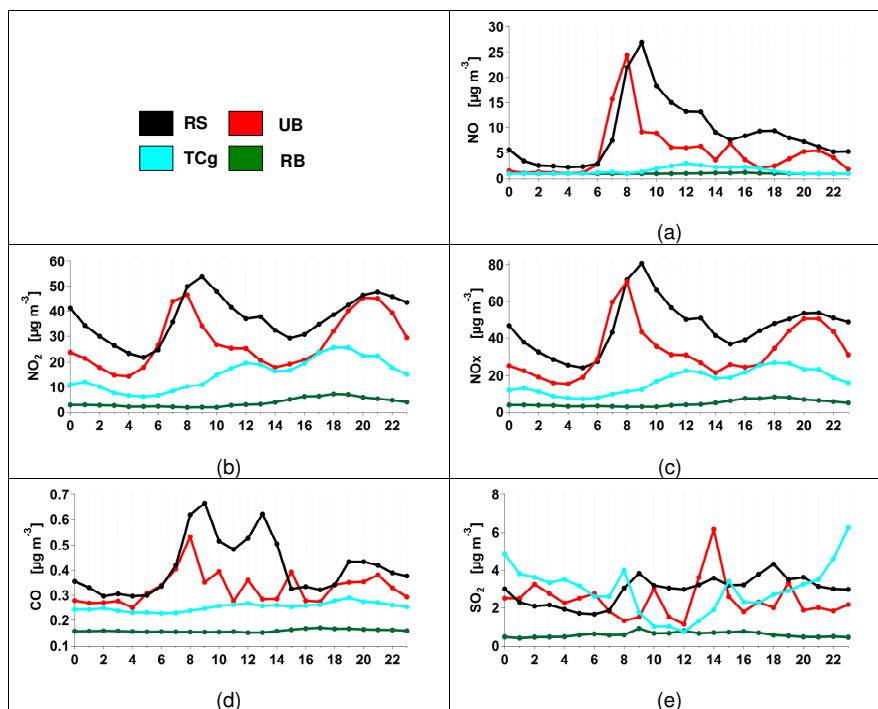 RS UB
TCg RB
NO [µg m⁻³]
30
25
20
15
10
5
0
0 2 4 6 8 10 12 14 16 18 20 22
(a)
NO₂ [µg m⁻³]
60
50
40
30
20
10
0
0 2 4 6 8 10 12 14 16 18 20 22
(b)
NOx [µg m⁻³]
80
60
40
20
0
0 2 4 6 8 10 12 14 16 18 20 22
(c)
CO [µg m⁻³]
0.7
0.6
0.5
0.4
0.3
0.2
0.1
0 2 4 6 8 10 12 14 16 18 20 22
(d)
SO₂ [µg m⁻³]
8
6
4
2
0
0 2 4 6 8 10 12 14 16 18 20 22
(e)